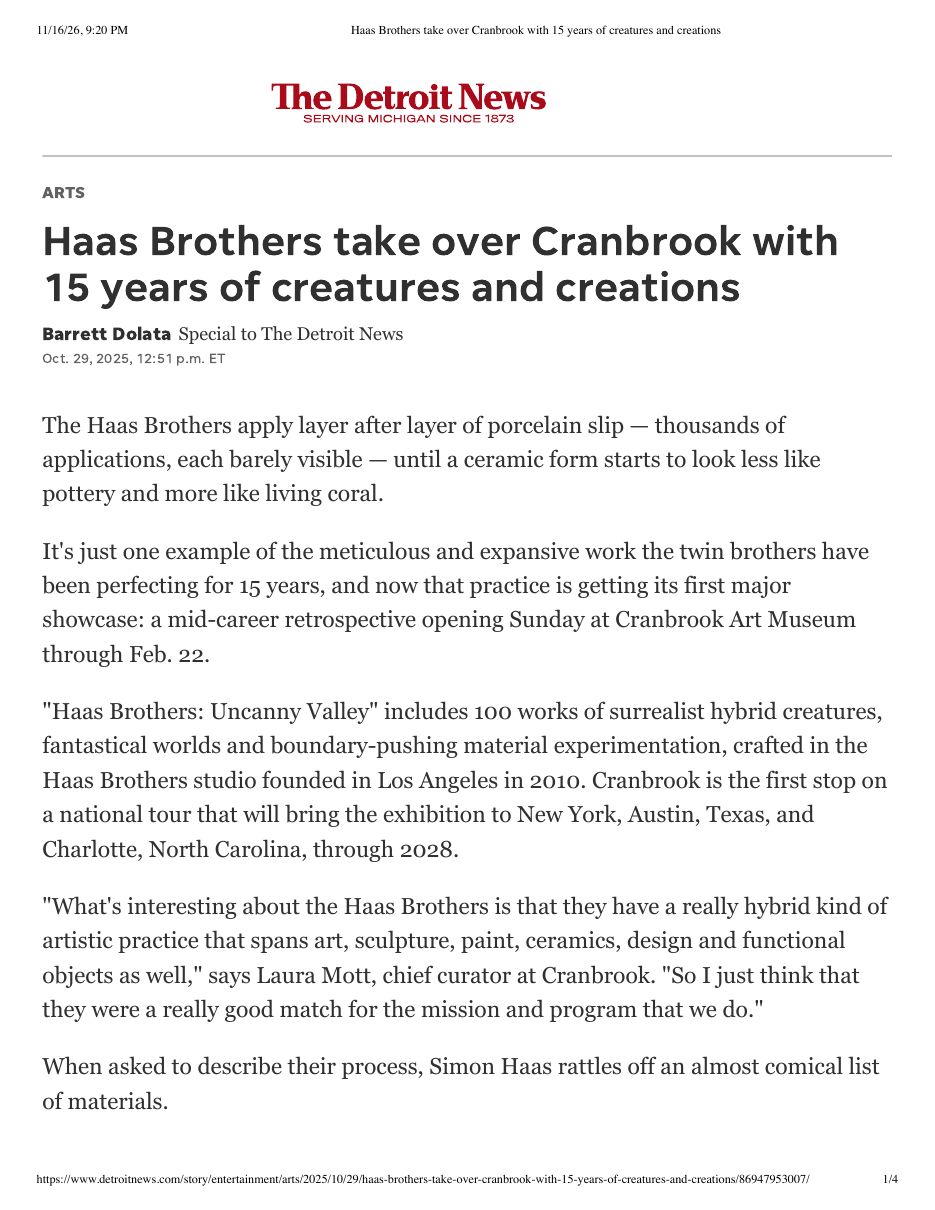 11/16/26, 9:20 PM
Haas Brothers take over Cranbrook with 15 years of creatures and creations
The Detroit News
SERVING MICHIGAN SINCE 1873
ARTS
Haas Brothers take over Cranbrook with
15 years of creatures and creations
Barrett Dolata Special to The Detroit News
Oct. 29, 2025, 12:51 p.m. ET
The Haas Brothers apply layer after layer of porcelain slip — thousands of
applications, each barely visible — until a ceramic form starts to look less like
pottery and more like living coral.
It's just one example of the meticulous and expansive work the twin brothers have
been perfecting for 15 years, and now that practice is getting its first major
showcase: a mid-career retrospective opening Sunday at Cranbrook Art Museum
through Feb. 22.
"Haas Brothers: Uncanny Valley" includes 100 works of surrealist hybrid creatures,
fantastical worlds and boundary-pushing material experimentation, crafted in the
Haas Brothers studio founded in Los Angeles in 2010. Cranbrook is the first stop on
a national tour that will bring the exhibition to New York, Austin, Texas, and
Charlotte, North Carolina, through 2028.
"What's interesting about the Haas Brothers is that they have a really hybrid kind of
artistic practice that spans art, sculpture, paint, ceramics, design and functional
objects as well," says Laura Mott, chief curator at Cranbrook. "So I just think that
they were a really good match for the mission and program that we do."
When asked to describe their process, Simon Haas rattles off an almost comical list
of materials.
https://www.detroitnews.com/story/entertainment/arts/2025/10/29/haas-brothers-take-over-cranbrook-with-15-years-of-creatures-and-creations/86947953007/
1/4